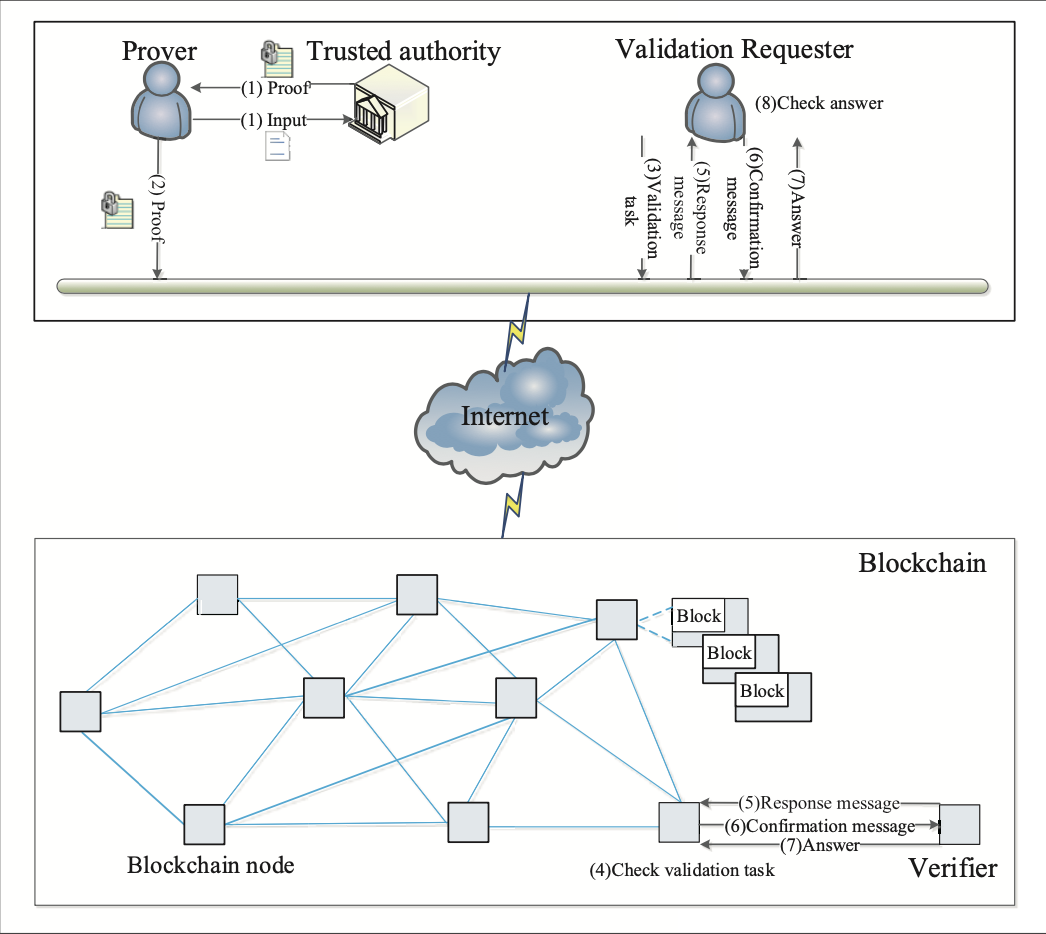 Prover
Trusted authority
Validation Requester
(1) Proof
(1) Input
(8)Check answer
(2) Proof
(3)Validation
task
(5)Response
message
(6)Confirmation
message
(7)Answer
Internet
Blockchain
Block
Block
Block
(5)Response message
(6)Confirmation message
(7)Answer
Blockchain node
(4)Check validation task
Verifier